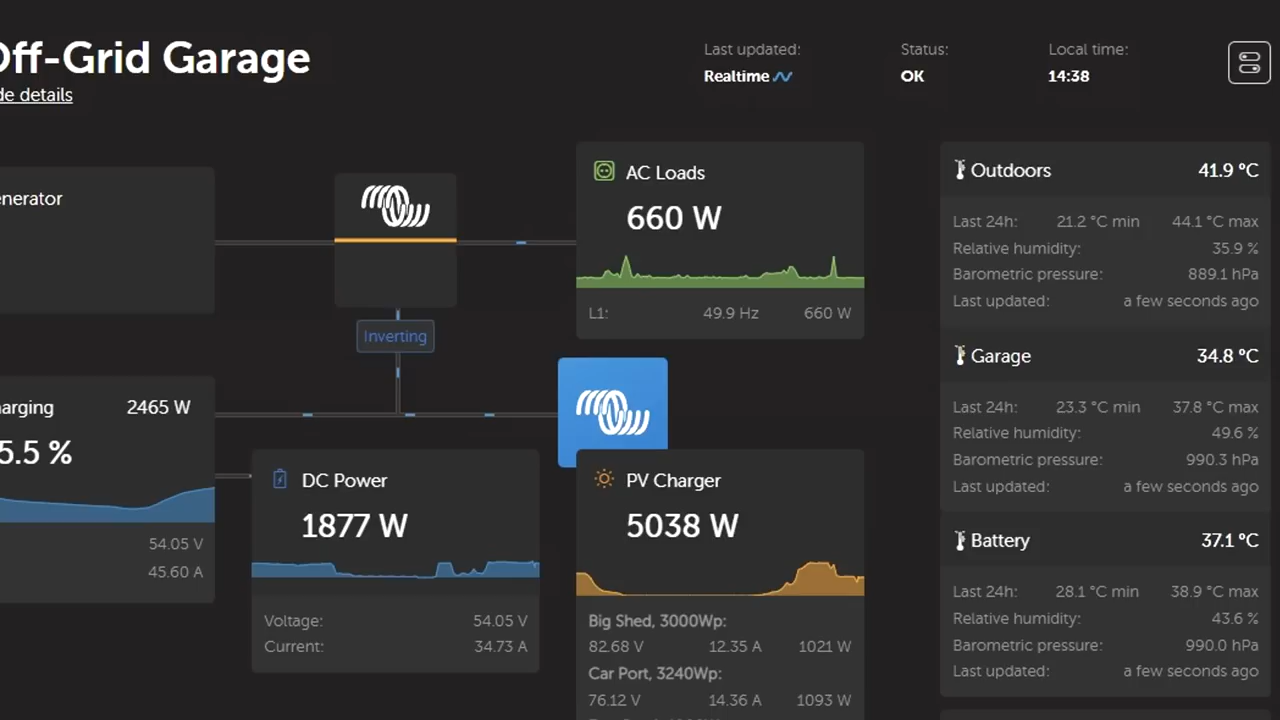 Off-Grid Garage
de details
Last updated:
Realtime
Status:
OK
Local time:
14:38
enerator
AC Loads
660 W
L1: 49.9 Hz 660 W
Inverting
arging 2465 W
5.5 %
54.05 V
45.60 A
DC Power
1877 W
Voltage: 54.05 V
Current: 34.73 A
PV Charger
5038 W
Big Shed, 3000Wp:
82.68 V 12.35 A 1021 W
Car Port, 3240Wp:
76.12 V 14.36 A 1093 W
Outdoors 41.9 °C
Last 24h: 21.2 °C min 44.1 °C max
Relative humidity: 35.9 %
Barometric pressure: 889.1 hPa
Last updated: a few seconds ago
Garage 34.8 °C
Last 24h: 23.3 °C min 37.8 °C max
Relative humidity: 49.6 %
Barometric pressure: 990.3 hPa
Last updated: a few seconds ago
Battery 37.1 °C
Last 24h: 28.1 °C min 38.9 °C max
Relative humidity: 43.6 %
Barometric pressure: 990.0 hPa
Last updated: a few seconds ago